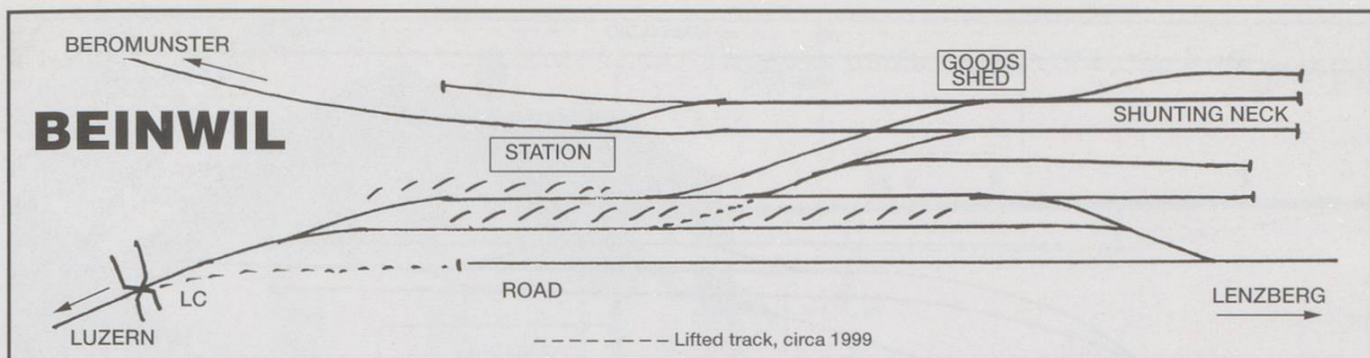 BEROMUNSTER
BEINWIL
GOODS
SHED
SHUNTING NECK
STATION
LC
ROAD
LUZERN
LENZBERG
Lifted track, circa 1999